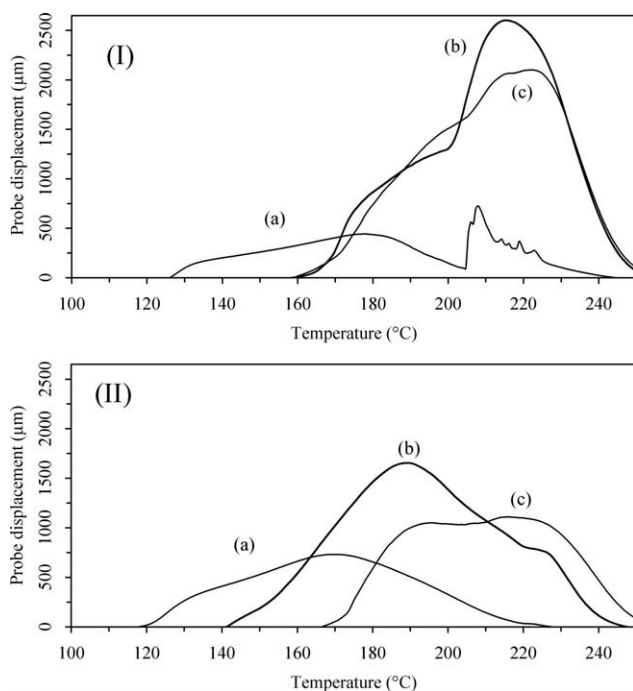 (I)
(b)
(c)
(a)
Probe displacement (μm)
0 500 1000 1500 2000 2500
100 120 140 160 180 200 220 240
Temperature (°C)
(II)
(b)
(c)
(a)
Probe displacement (μm)
0 500 1000 1500 2000 2500
100 120 140 160 180 200 220 240
Temperature (°C)